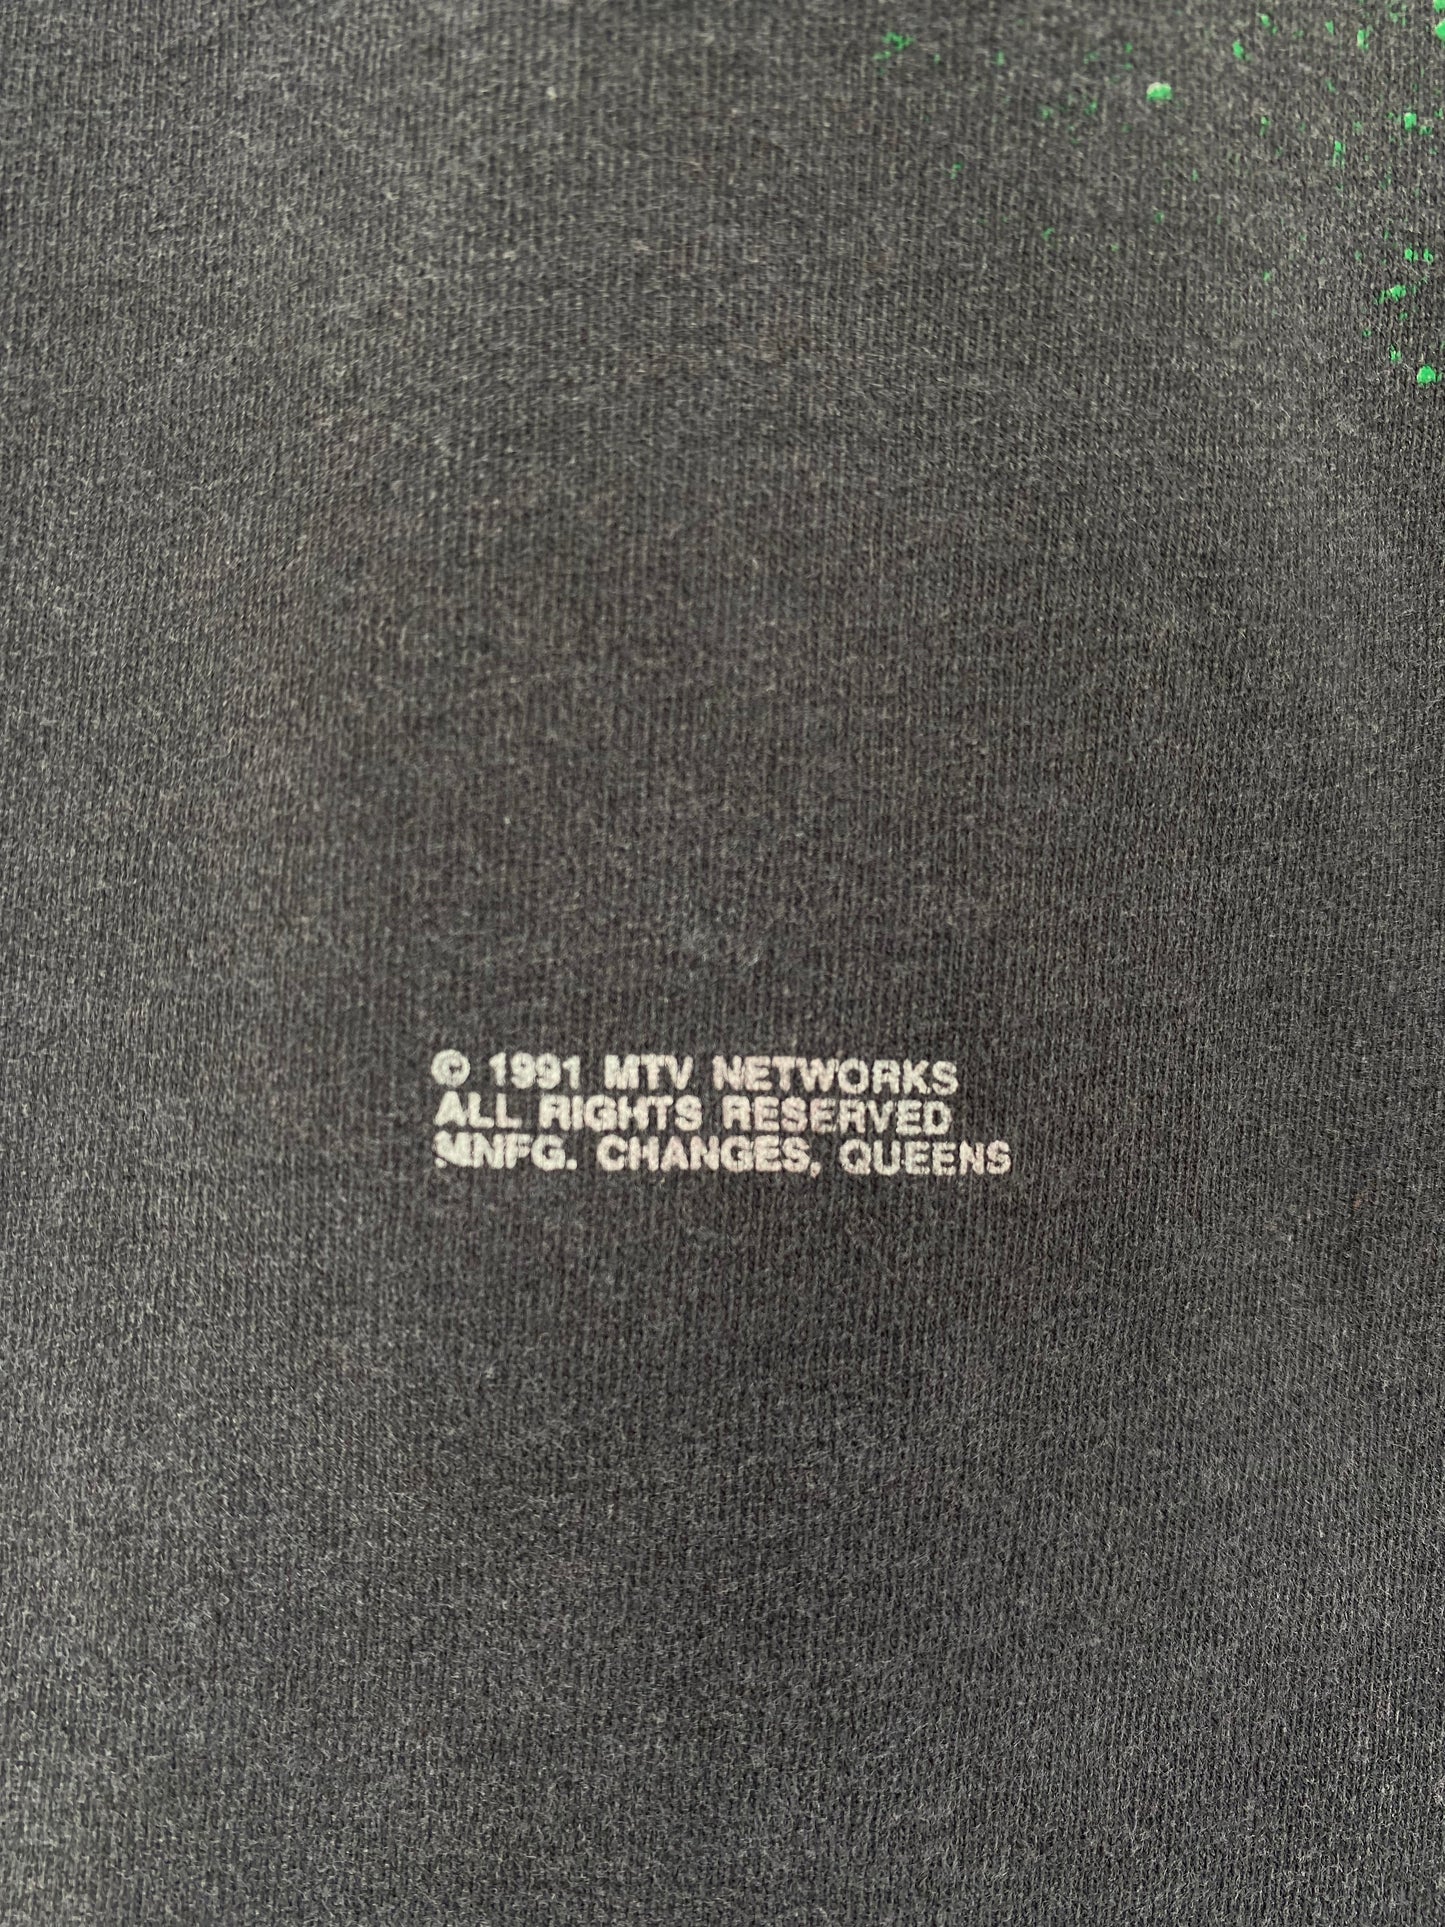 © 1991 MTV NETWORKS
ALL RIGHTS RESERVED
MNFG. CHANGES, QUEENS